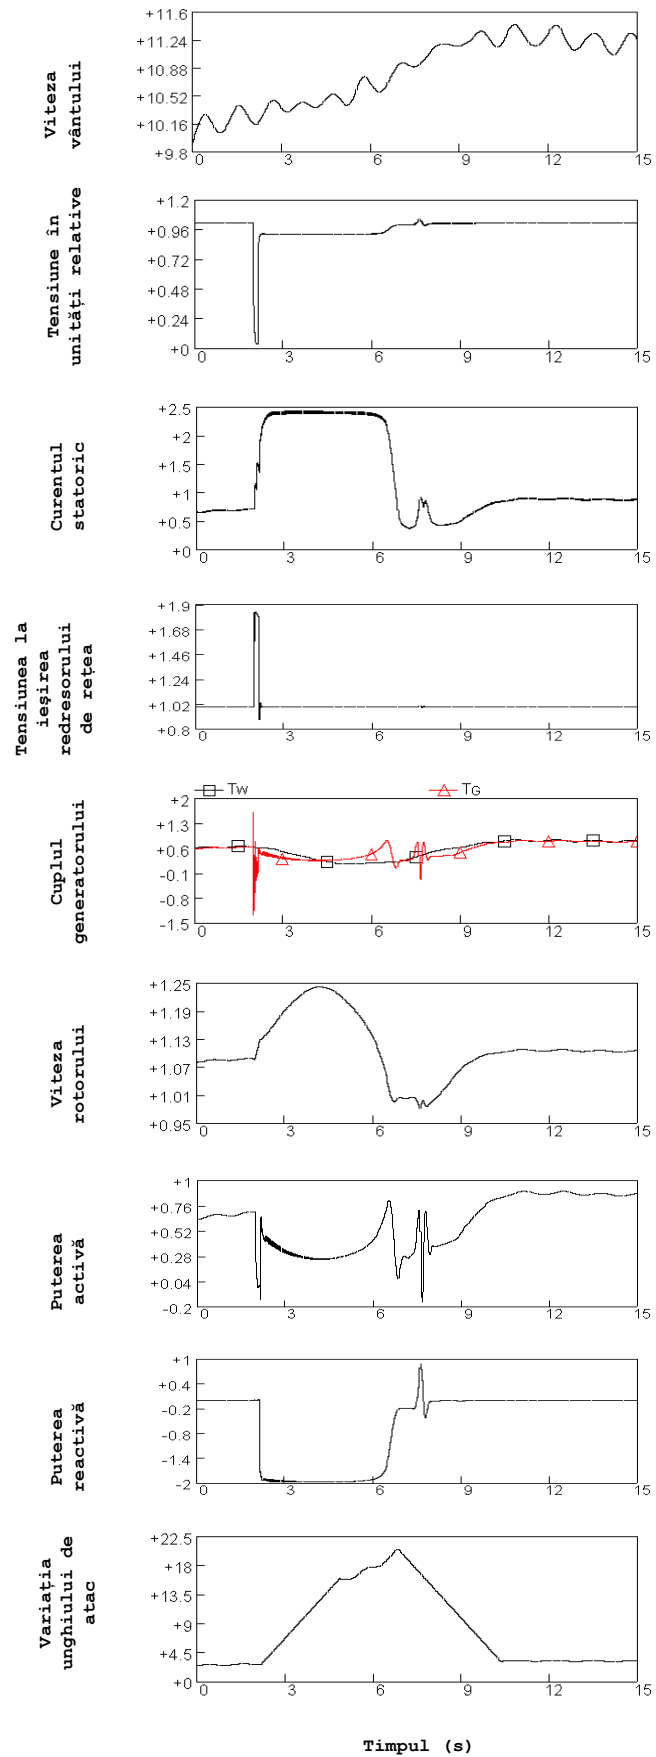 Viteza
vântului
+11.6
+11.24
+10.88
+10.52
+10.16
+9.8
0 3 6 9 12 15
Tensiune în
unități relative
+1.2
+0.96
+0.72
+0.48
+0.24
+0
0 3 6 9 12 15
Curentul
statoric
+2.5
+2
+1.5
+1
+0.5
+0
0 3 6 9 12 15
Tensiunea la
ieșirea
redresorului
de rețea
+1.9
+1.68
+1.46
+1.24
+1.02
+0.8
0 3 6 9 12 15
Cuplul
generatorului
Tw TG
+2
+1.3
+0.6
-0.1
-0.8
-1.5
0 3 6 9 12 15
Viteza
rotorului
+1.25
+1.19
+1.13
+1.07
+1.01
+0.95
0 3 6 9 12 15
Puterea
activă
+1
+0.76
+0.52
+0.28
+0.04
-0.2
0 3 6 9 12 15
Puterea
reactivă
+1
+0.4
-0.2
-0.8
-1.4
-2
0 3 6 9 12 15
Variația
unghiului de
atac
+22.5
+18
+13.5
+9
+4.5
+0
0 3 6 9 12 15
Timpul (s)